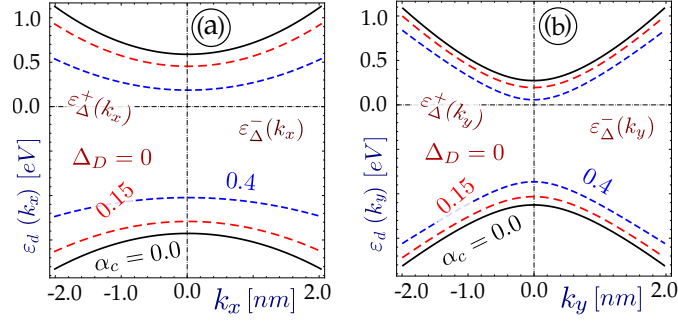 (a)
1.0
0.5
0.0
ε_d (k_x) [eV]
ε_Δ^+(k_x)
ε_Δ^-(k_x)
Δ_D = 0
0.15
0.4
α_c = 0.0
-2.0 -1.0 0.0 1.0 2.0
k_x [nm]
(b)
1.0
0.5
0.0
ε_d (k_y) [eV]
ε_Δ^+(k_y)
ε_Δ^-(k_y)
Δ_D = 0
0.15
0.4
α_c = 0.0
-2.0 -1.0 0.0 1.0 2.0
k_y [nm]